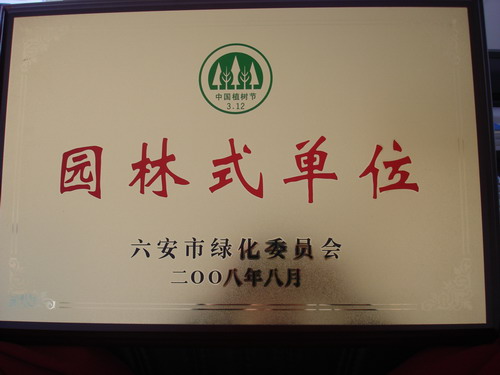 中国植树节
3.12
园林式单位
六安市绿化委员会
二〇〇八年八月